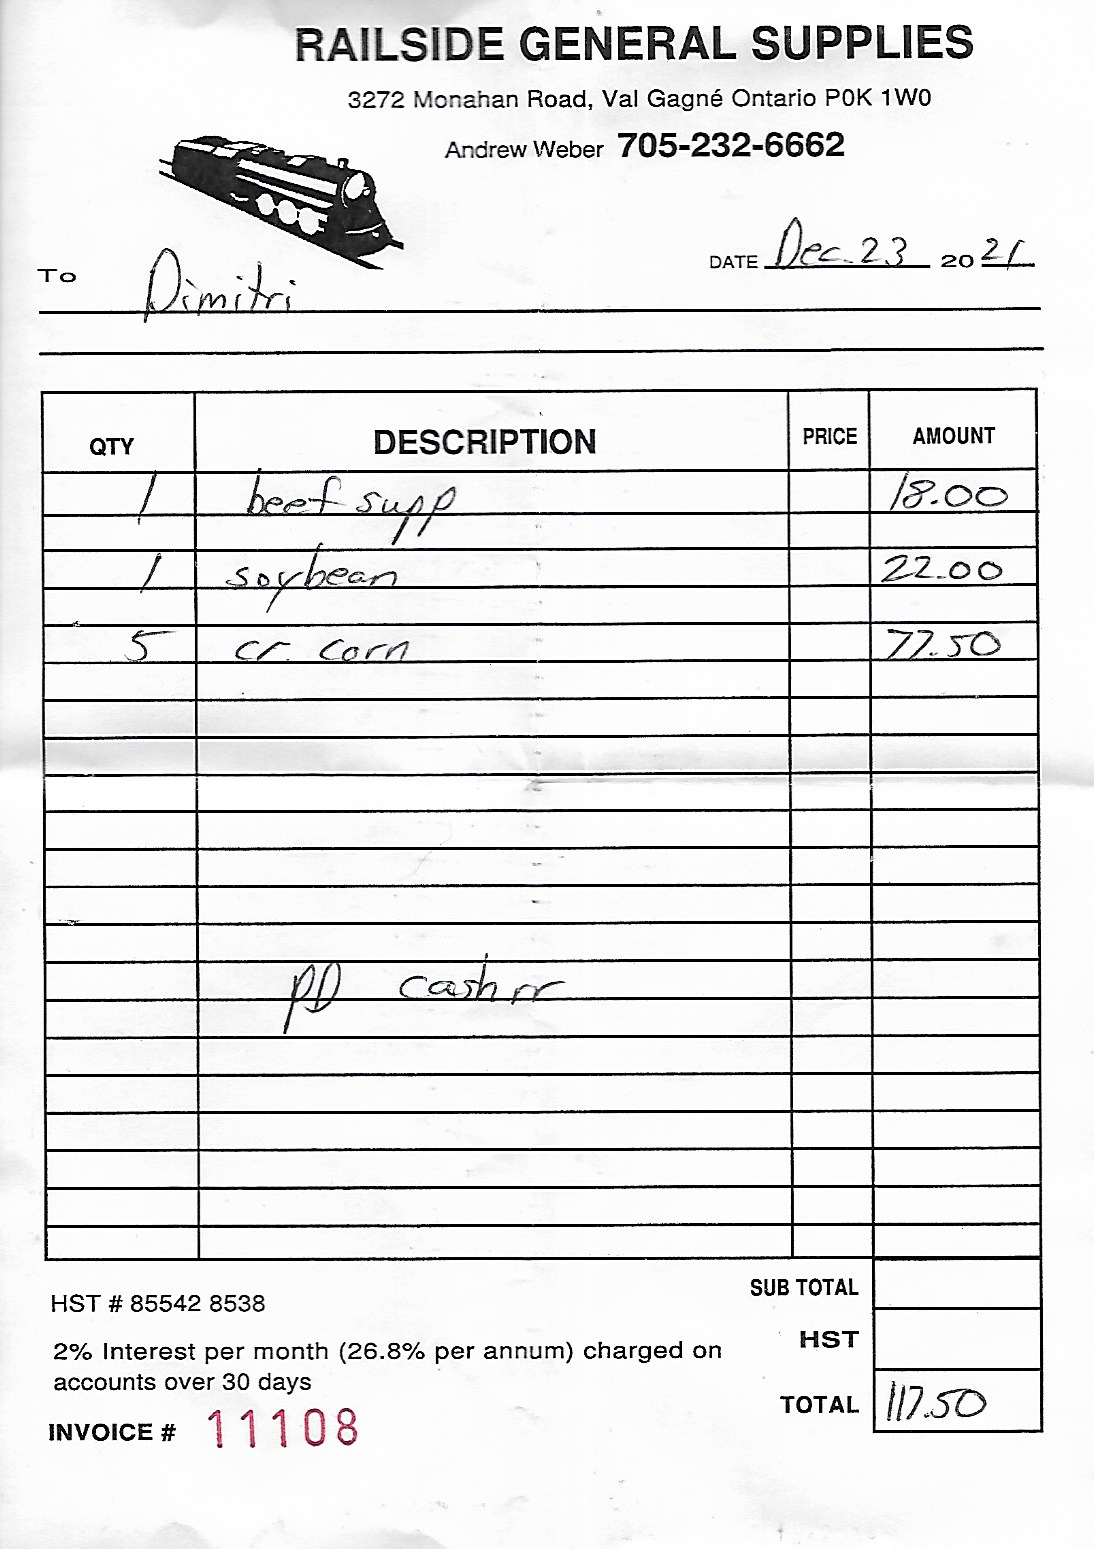 RAILSIDE GENERAL SUPPLIES
3272 Monahan Road, Val Gagné Ontario P0K 1W0
Andrew Weber 705-232-6662
DATE Dec. 23 2021
To Dimitri
QTY DESCRIPTION PRICE AMOUNT
1 beef supp 18.00
1 soybean 22.00
5 cr. corn 77.50
pD cash
SUB TOTAL
HST # 85542 8538
HST
2% Interest per month (26.8% per annum) charged on
accounts over 30 days
TOTAL 117.50
INVOICE # 11108